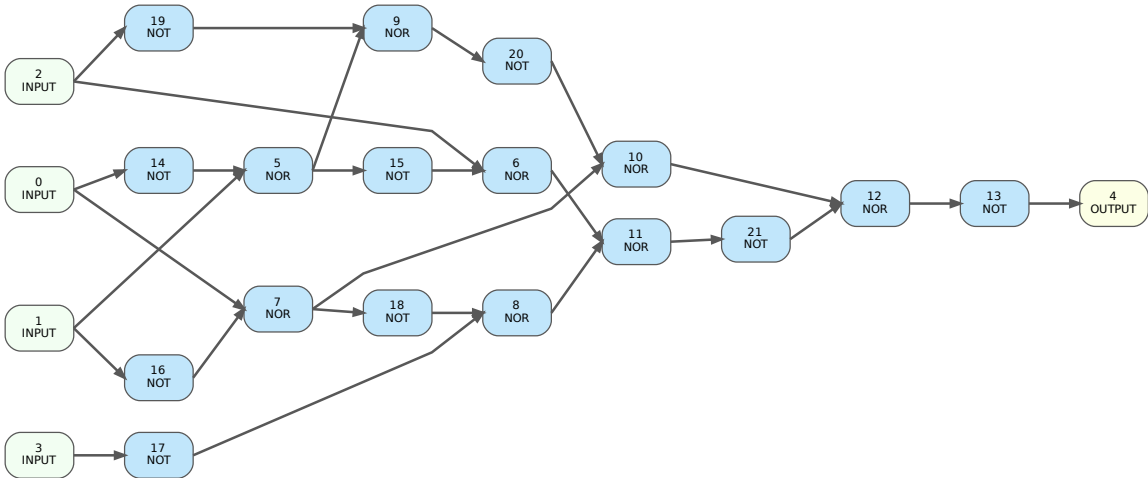 19
NOT
9
NOR
20
NOT
2
INPUT
14
NOT
5
NOR
15
NOT
6
NOR
10
NOR
0
INPUT
12
NOR
13
NOT
4
OUTPUT
11
NOR
21
NOT
7
NOR
18
NOT
8
NOR
1
INPUT
16
NOT
3
INPUT
17
NOT